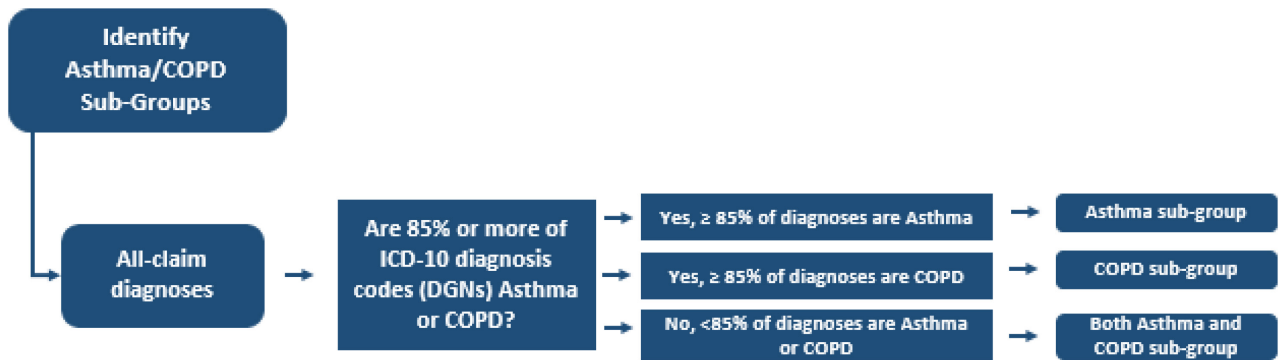 Identify
Asthma/COPD
Sub-Groups
All-claim
diagnoses
Are 85% or more of
ICD-10 diagnosis
codes (DGNs) Asthma
or COPD?
Yes, ≥ 85% of diagnoses are Asthma
Asthma sub-group
Yes, ≥ 85% of diagnoses are COPD
COPD sub-group
No, <85% of diagnoses are Asthma
or COPD
Both Asthma and
COPD sub-group